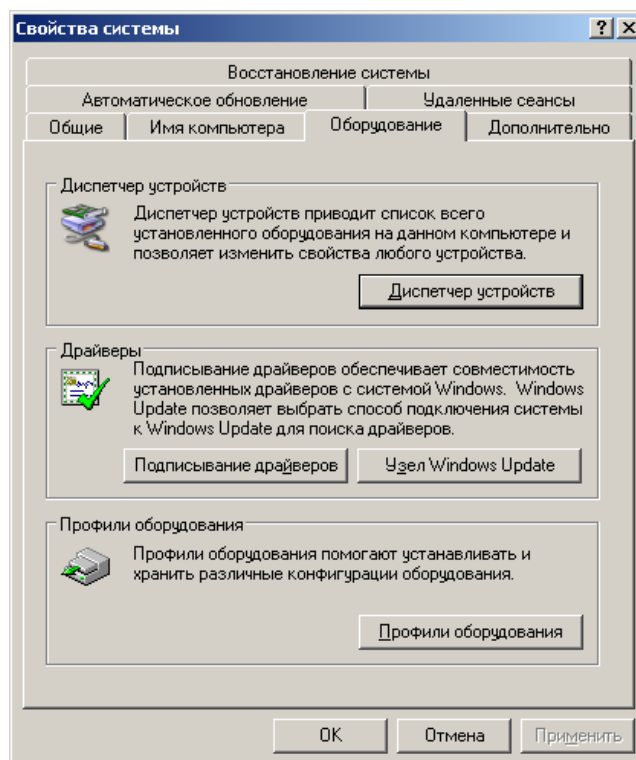 Свойства системы
Восстановление системы
Автоматическое обновление
Удаленные сеансы
Общие
Имя компьютера
Оборудование
Дополнительно
Диспетчер устройств
Диспетчер устройств приводит список всего
установленного оборудования на данном компьютере и
позволяет изменить свойства любого устройства.
Диспетчер устройств
Драйверы
Подписывание драйверов обеспечивает совместимость
установленных драйверов с системой Windows. Windows
Update позволяет выбрать способ подключения системы
к Windows Update для поиска драйверов.
Подписывание драйверов
Узел Windows Update
Профили оборудования
Профили оборудования помогают устанавливать и
хранить различные конфигурации оборудования.
Профили оборудования
OK
Отмена
Применить